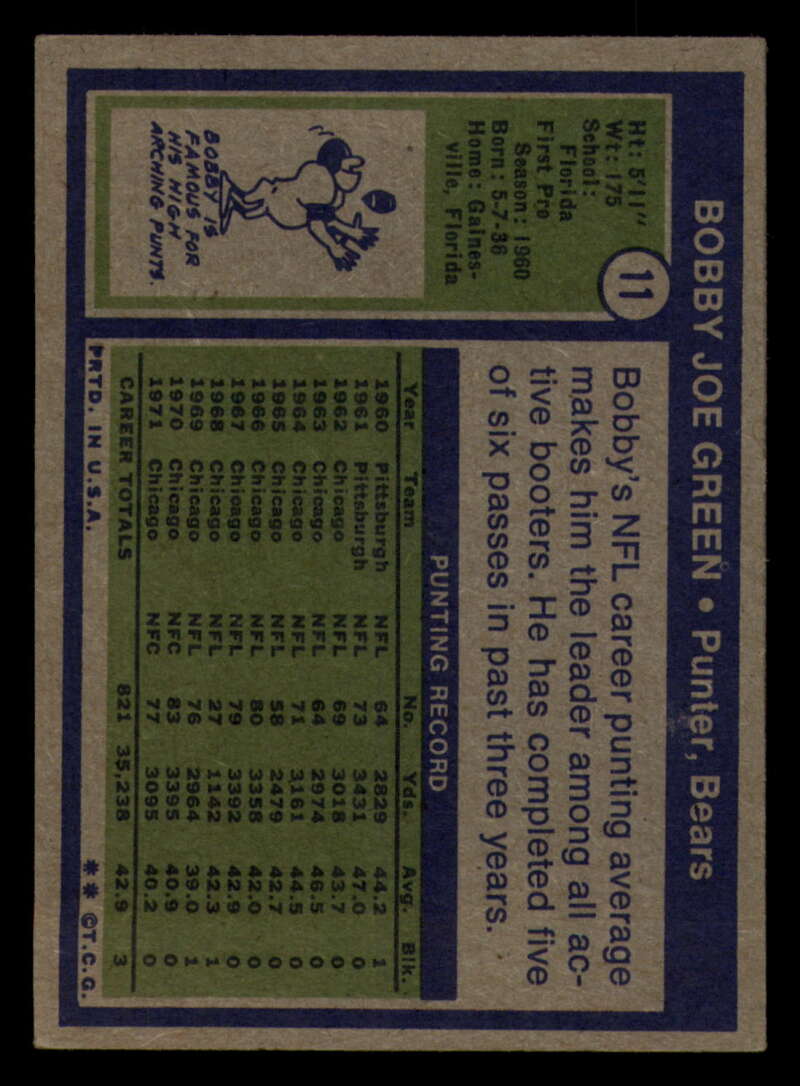 BOBBY JOE GREEN • Punter, Bears
11
Ht: 5'11"
Wt: 175
School:
Florida
First Pro
Season: 1960
Born: 5-7-36
Home: Gaines-
ville, Florida
BOBBY IS
FAMOUS FOR
HIS HIGH
ARCHING PUNTS.
Bobby's NFL career punting average
makes him the leader among all ac-
tive booters. He has completed five
of six passes in past three years.
PUNTING RECORD
Year Team No. Yds. Avg. Blk.
1960 Pittsburgh NFL 64 2829 44.2 1
1961 Pittsburgh NFL 73 3431 47.0 0
1962 Chicago NFL 69 3018 43.7 0
1963 Chicago NFL 64 2974 46.5 0
1964 Chicago NFL 71 3161 44.5 0
1965 Chicago NFL 58 2479 42.7 0
1966 Chicago NFL 80 3358 42.0 0
1967 Chicago NFL 79 3392 42.9 0
1968 Chicago NFL 27 1142 42.3 1
1969 Chicago NFL 76 2964 39.0 1
1970 Chicago NFC 83 3395 40.9 0
1971 Chicago NFC 77 3095 40.2 0
CAREER TOTALS 821 35,238 42.9 3
PRTD. IN U.S.A. ** ©T.C.G.